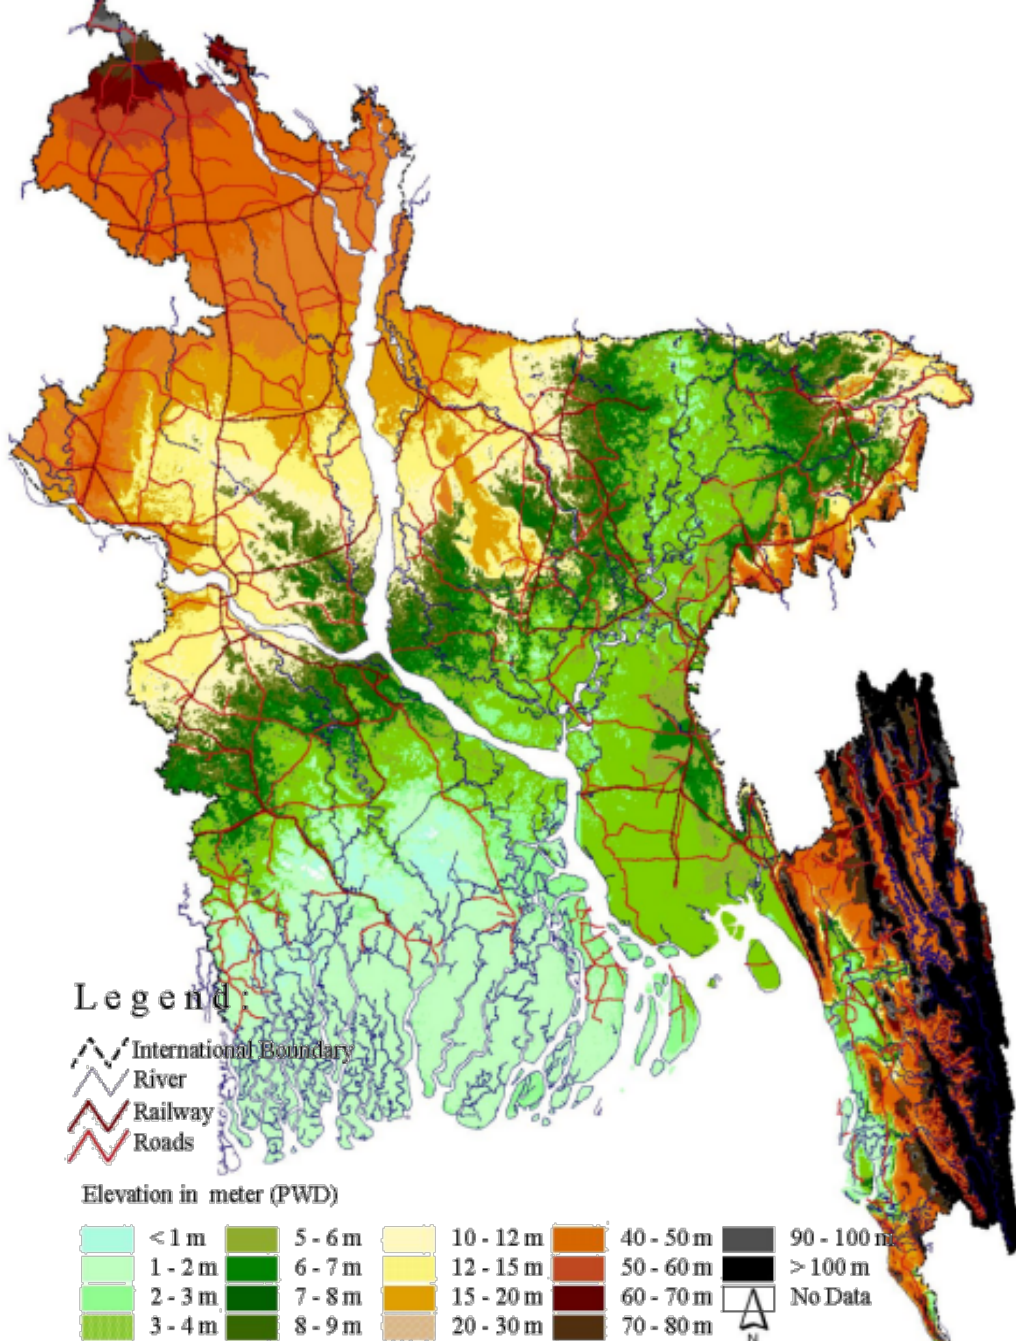 Legend :
International Boundary
River
Railway
Roads
Elevation in meter (PWD)
< 1 m 5 - 6 m 10 - 12 m 40 - 50 m 90 - 100 m
1 - 2 m 6 - 7 m 12 - 15 m 50 - 60 m > 100 m
2 - 3 m 7 - 8 m 15 - 20 m 60 - 70 m No Data
3 - 4 m 8 - 9 m 20 - 30 m 70 - 80 m N